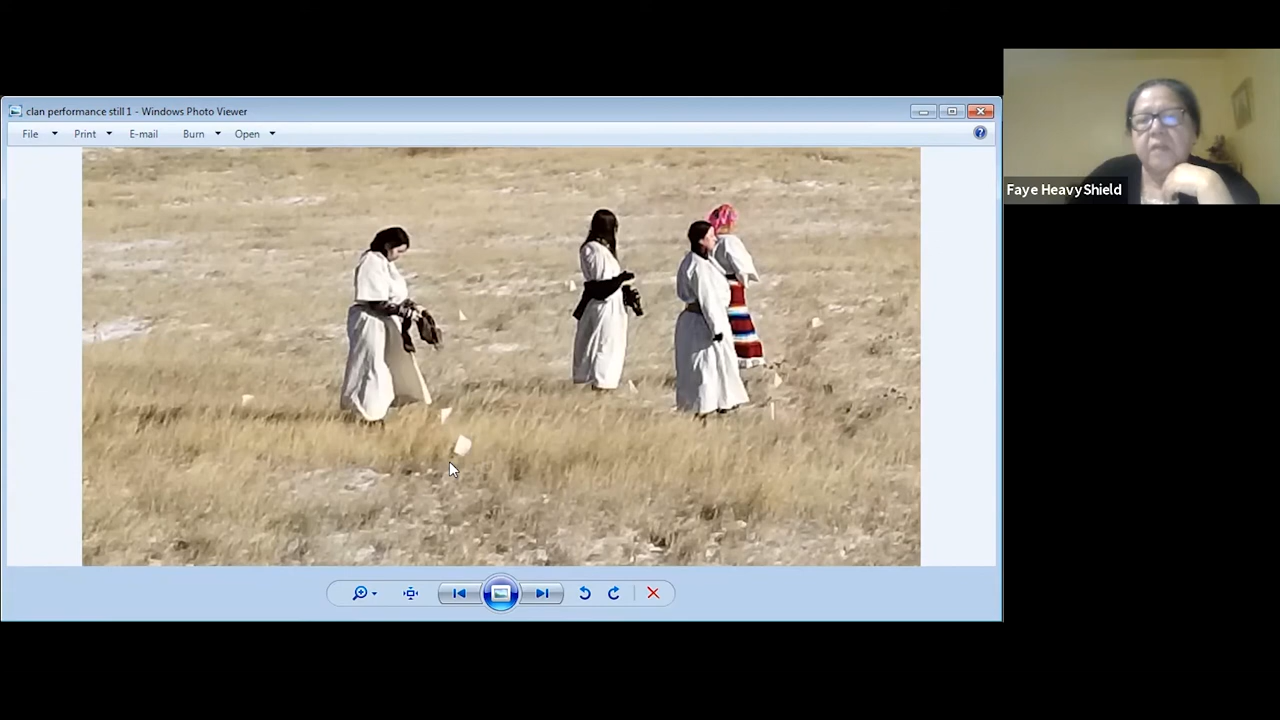 clan performance still 1 - Windows Photo Viewer
File Print E-mail Burn Open
Faye HeavyShield